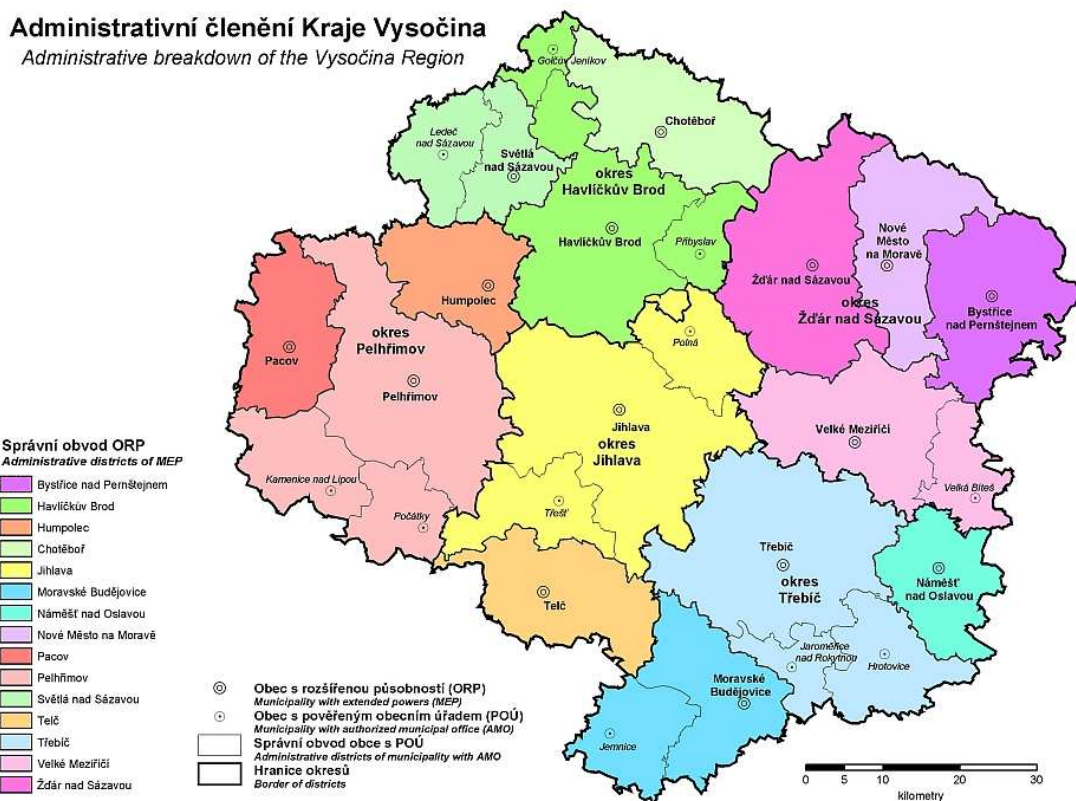 Administrativní členění Kraje Vysočina
Administrative breakdown of the Vysočina Region
Golčův Jeníkov
Chotěboř
Ledeč
nad Sázavou
Světlá
nad Sázavou
okres
Havlíčkův Brod
Havlíčkův Brod
Přibyslav
Nové
Město
na Moravě
Žďár nad Sázavou
okres
Žďár nad Sázavou
Bystřice
nad Pernštejnem
Humpolec
okres
Pelhřimov
Pacov
Pelhřimov
Polná
Jihlava
okres
Jihlava
Velké Meziříčí
Velká Bíteš
Kamenice nad Lipou
Počátky
Třešť
Třebíč
okres
Třebíč
Náměšť
nad Oslavou
Telč
Jaroměřice
nad Rokytnou
Hrotovice
Moravské
Budějovice
Jemnice
Správní obvod ORP
Administrative districts of MEP
Bystřice nad Pernštejnem
Havlíčkův Brod
Humpolec
Chotěboř
Jihlava
Moravské Budějovice
Náměšť nad Oslavou
Nové Město na Moravě
Pacov
Pelhřimov
Světlá nad Sázavou
Telč
Třebíč
Velké Meziříčí
Žďár nad Sázavou
Obec s rozšířenou působností (ORP)
Municipality with extended powers (MEP)
Obec s pověřeným obecním úřadem (POÚ)
Municipality with authorized municipal office (AMO)
Správní obvod obce s POÚ
Administrative districts of municipality with AMO
Hranice okresů
Border of districts
0 5 10 20 30
kilometry